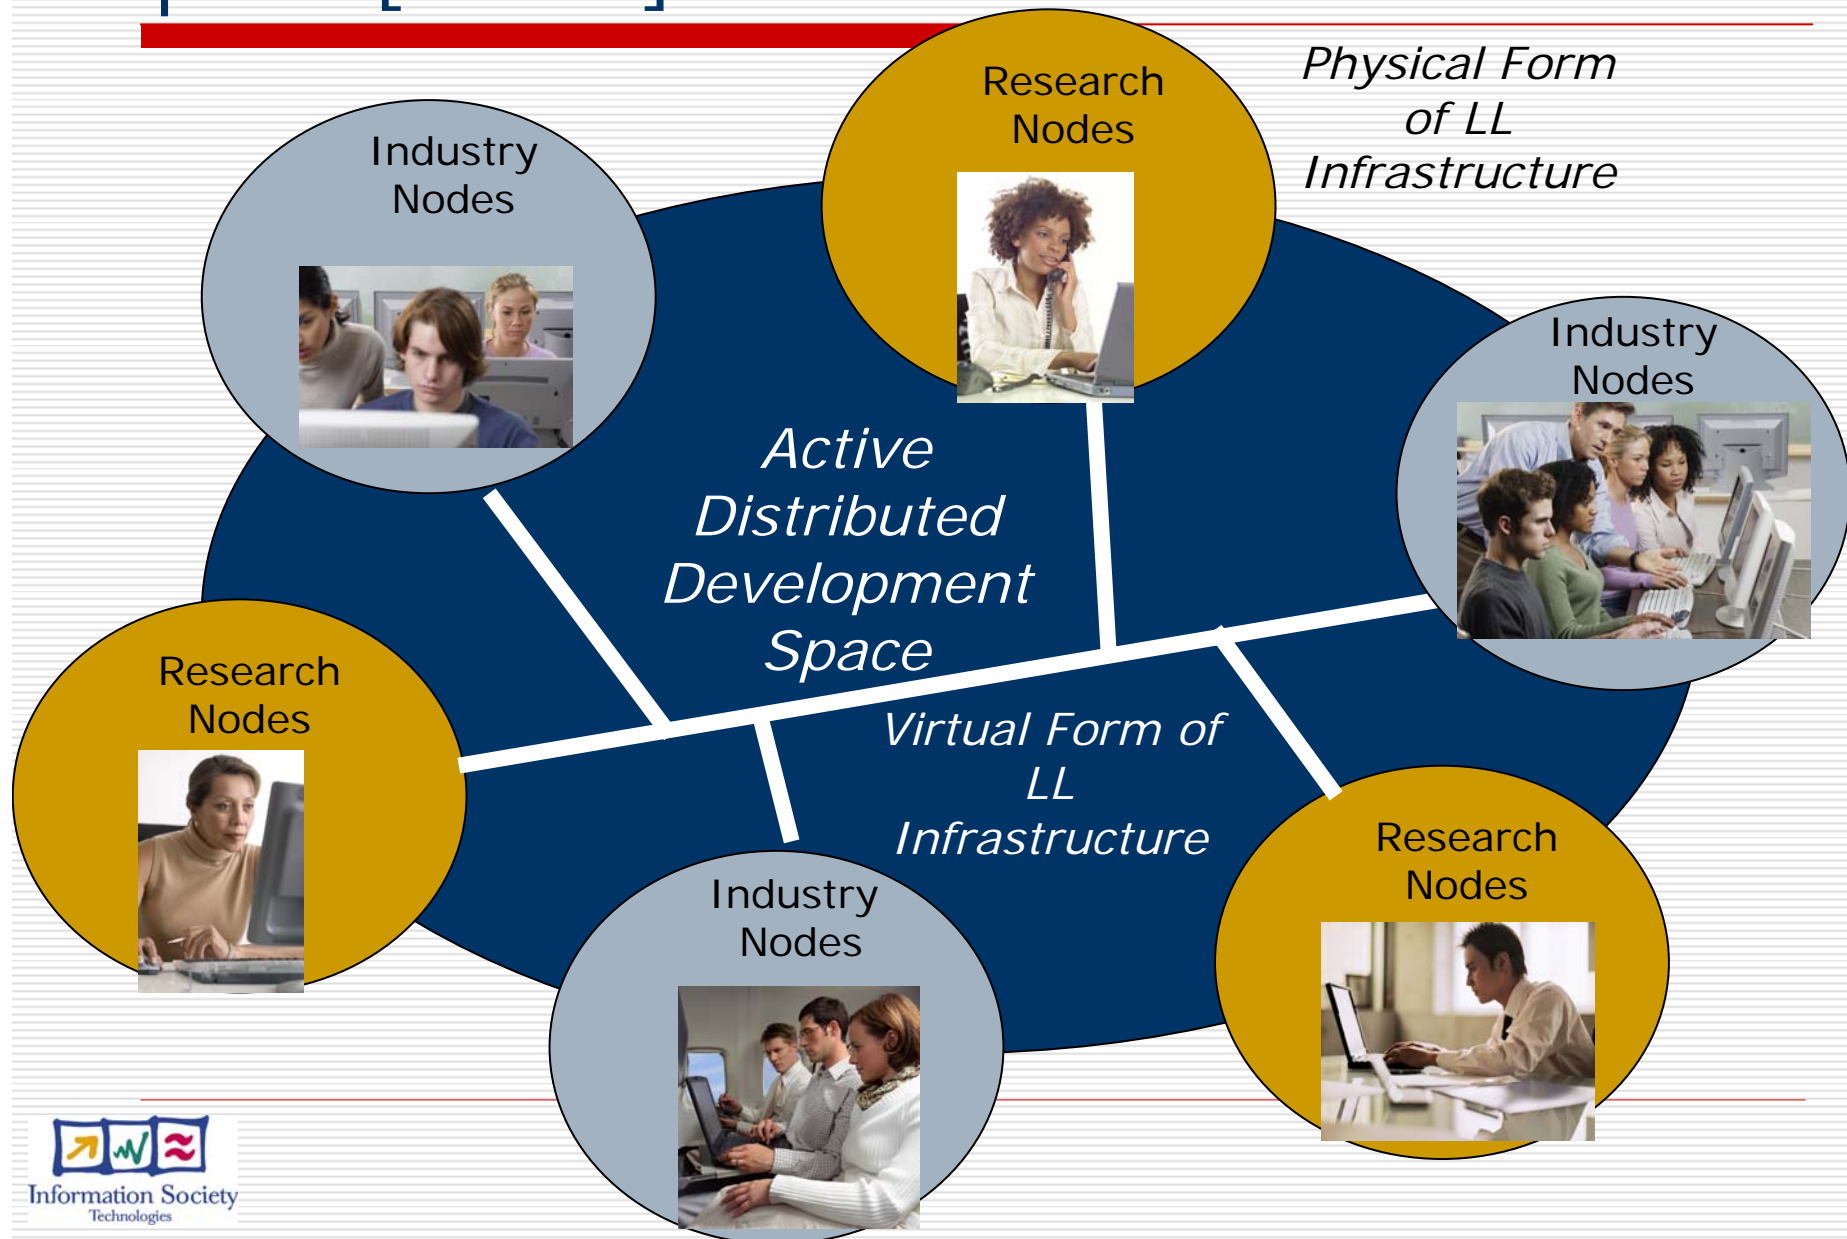 Research
Nodes
Physical Form
of LL
Infrastructure
Industry
Nodes
Industry
Nodes
Active
Distributed
Development
Space
Research
Nodes
Virtual Form of
LL
Infrastructure
Research
Nodes
Industry
Nodes
Information Society
Technologies